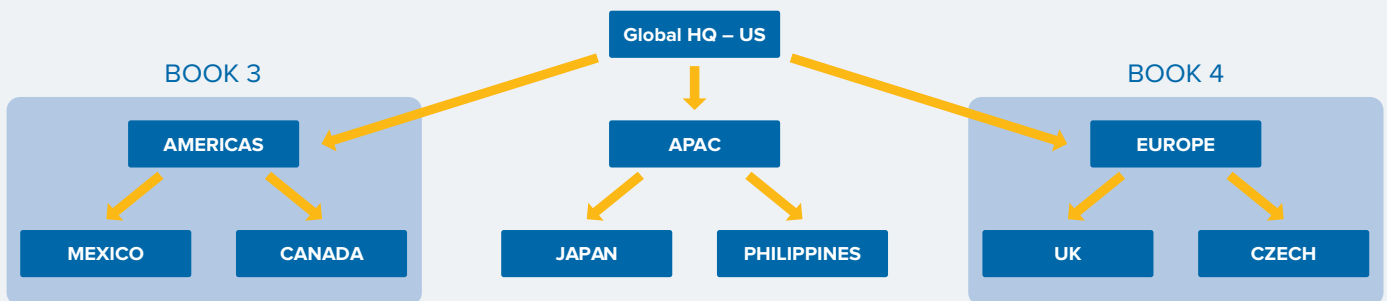 Global HQ – US
BOOK 3
BOOK 4
AMERICAS
APAC
EUROPE
MEXICO
CANADA
JAPAN
PHILIPPINES
UK
CZECH